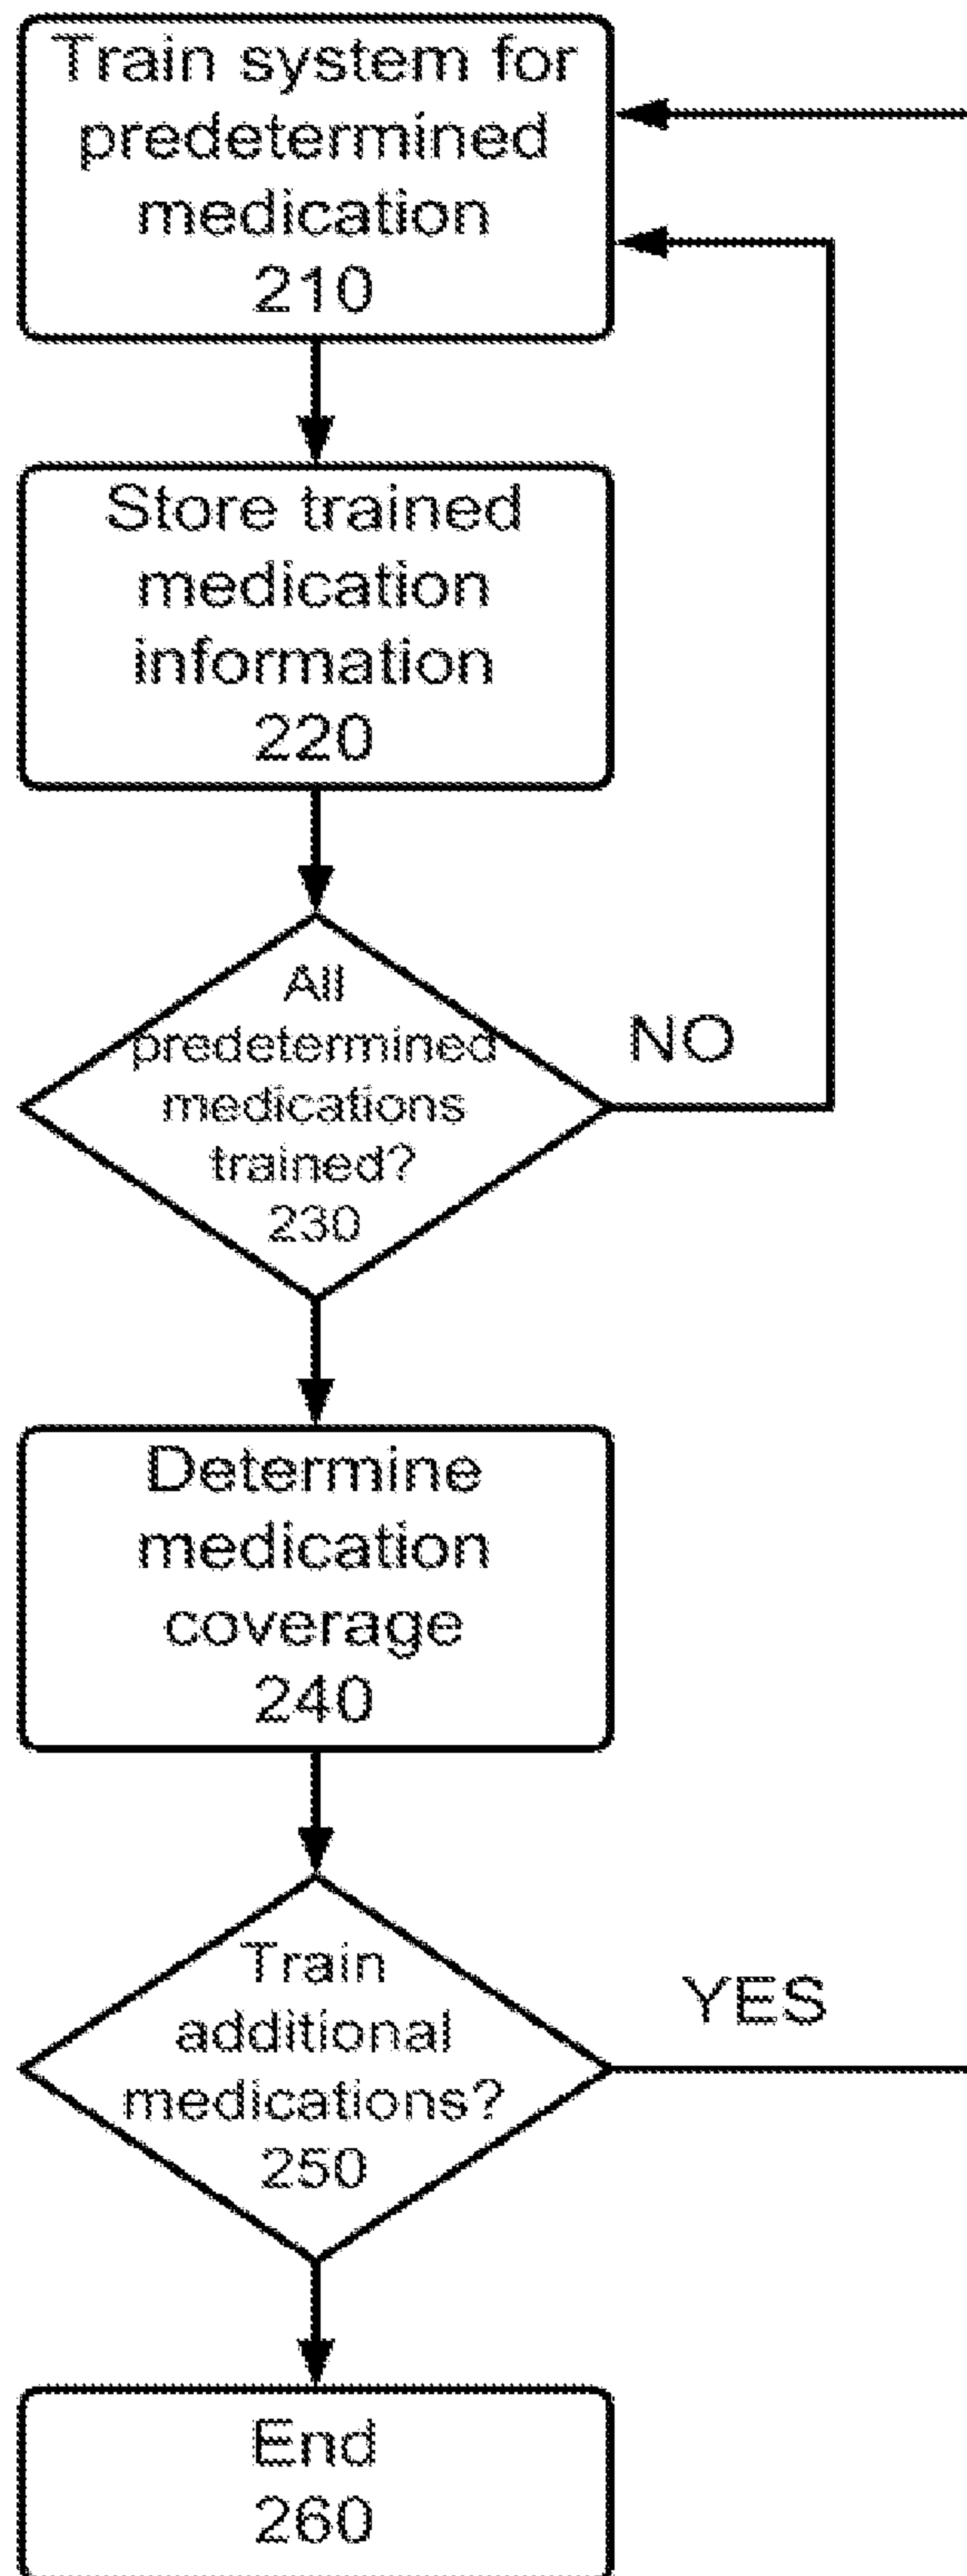 Train system for
predetermined
medication
210
Store trained
medication
information
220
All
predetermined
medications
trained?
230
NO
Determine
medication
coverage
240
Train
additional
medications?
250
YES
End
260